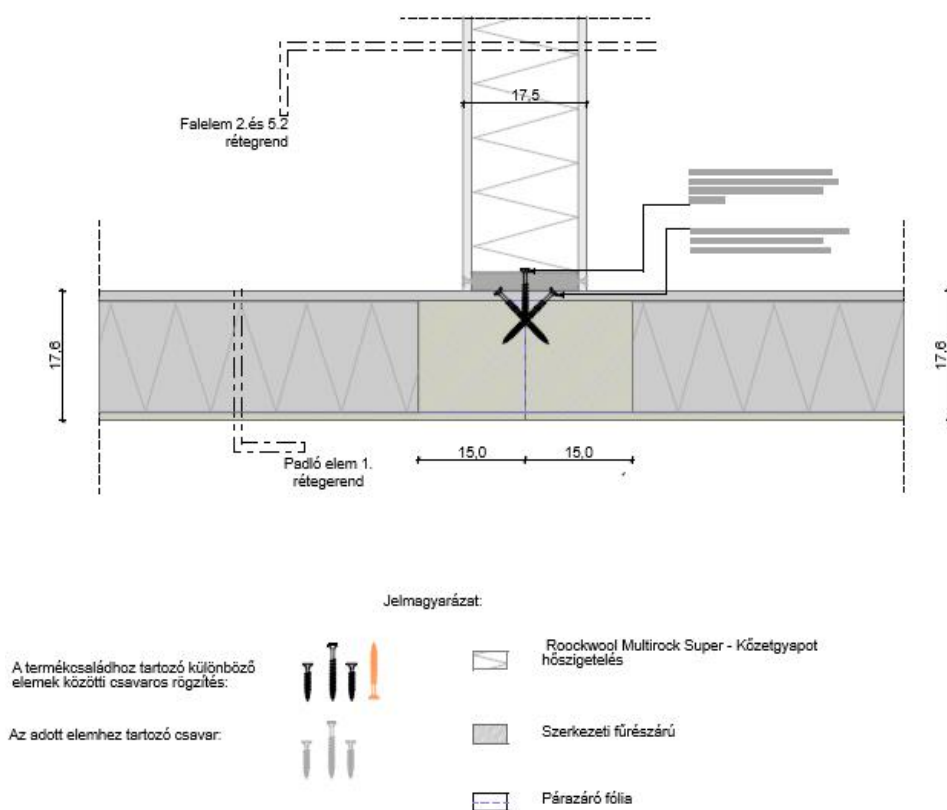 17,5
Falelem 2.és 5.2
rétegrend
17,6
17,6
15,0
15,0
Padló elem 1.
rétegerend
Jelmagyarázat:
A termékcsaládhoz tartozó különböző
elemek közötti csavaros rögzítés:
Roockwool Multirock Super - Kőzetgyapot
hőszigetelés
Az adott elemhez tartozó csavar:
Szerkezeti fűrészárú
Párazáró fólia